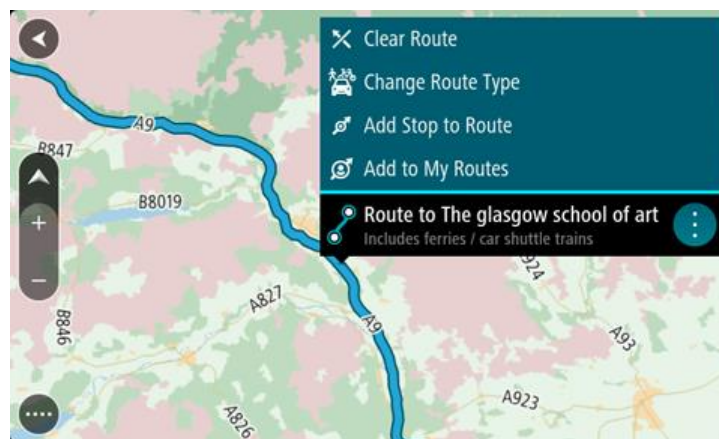 Clear Route
Change Route Type
Add Stop to Route
Add to My Routes
Route to The glasgow school of art
Includes ferries / car shuttle trains
A9
B847
B8019
A827
A9
B846
A826
A924
A93
A923